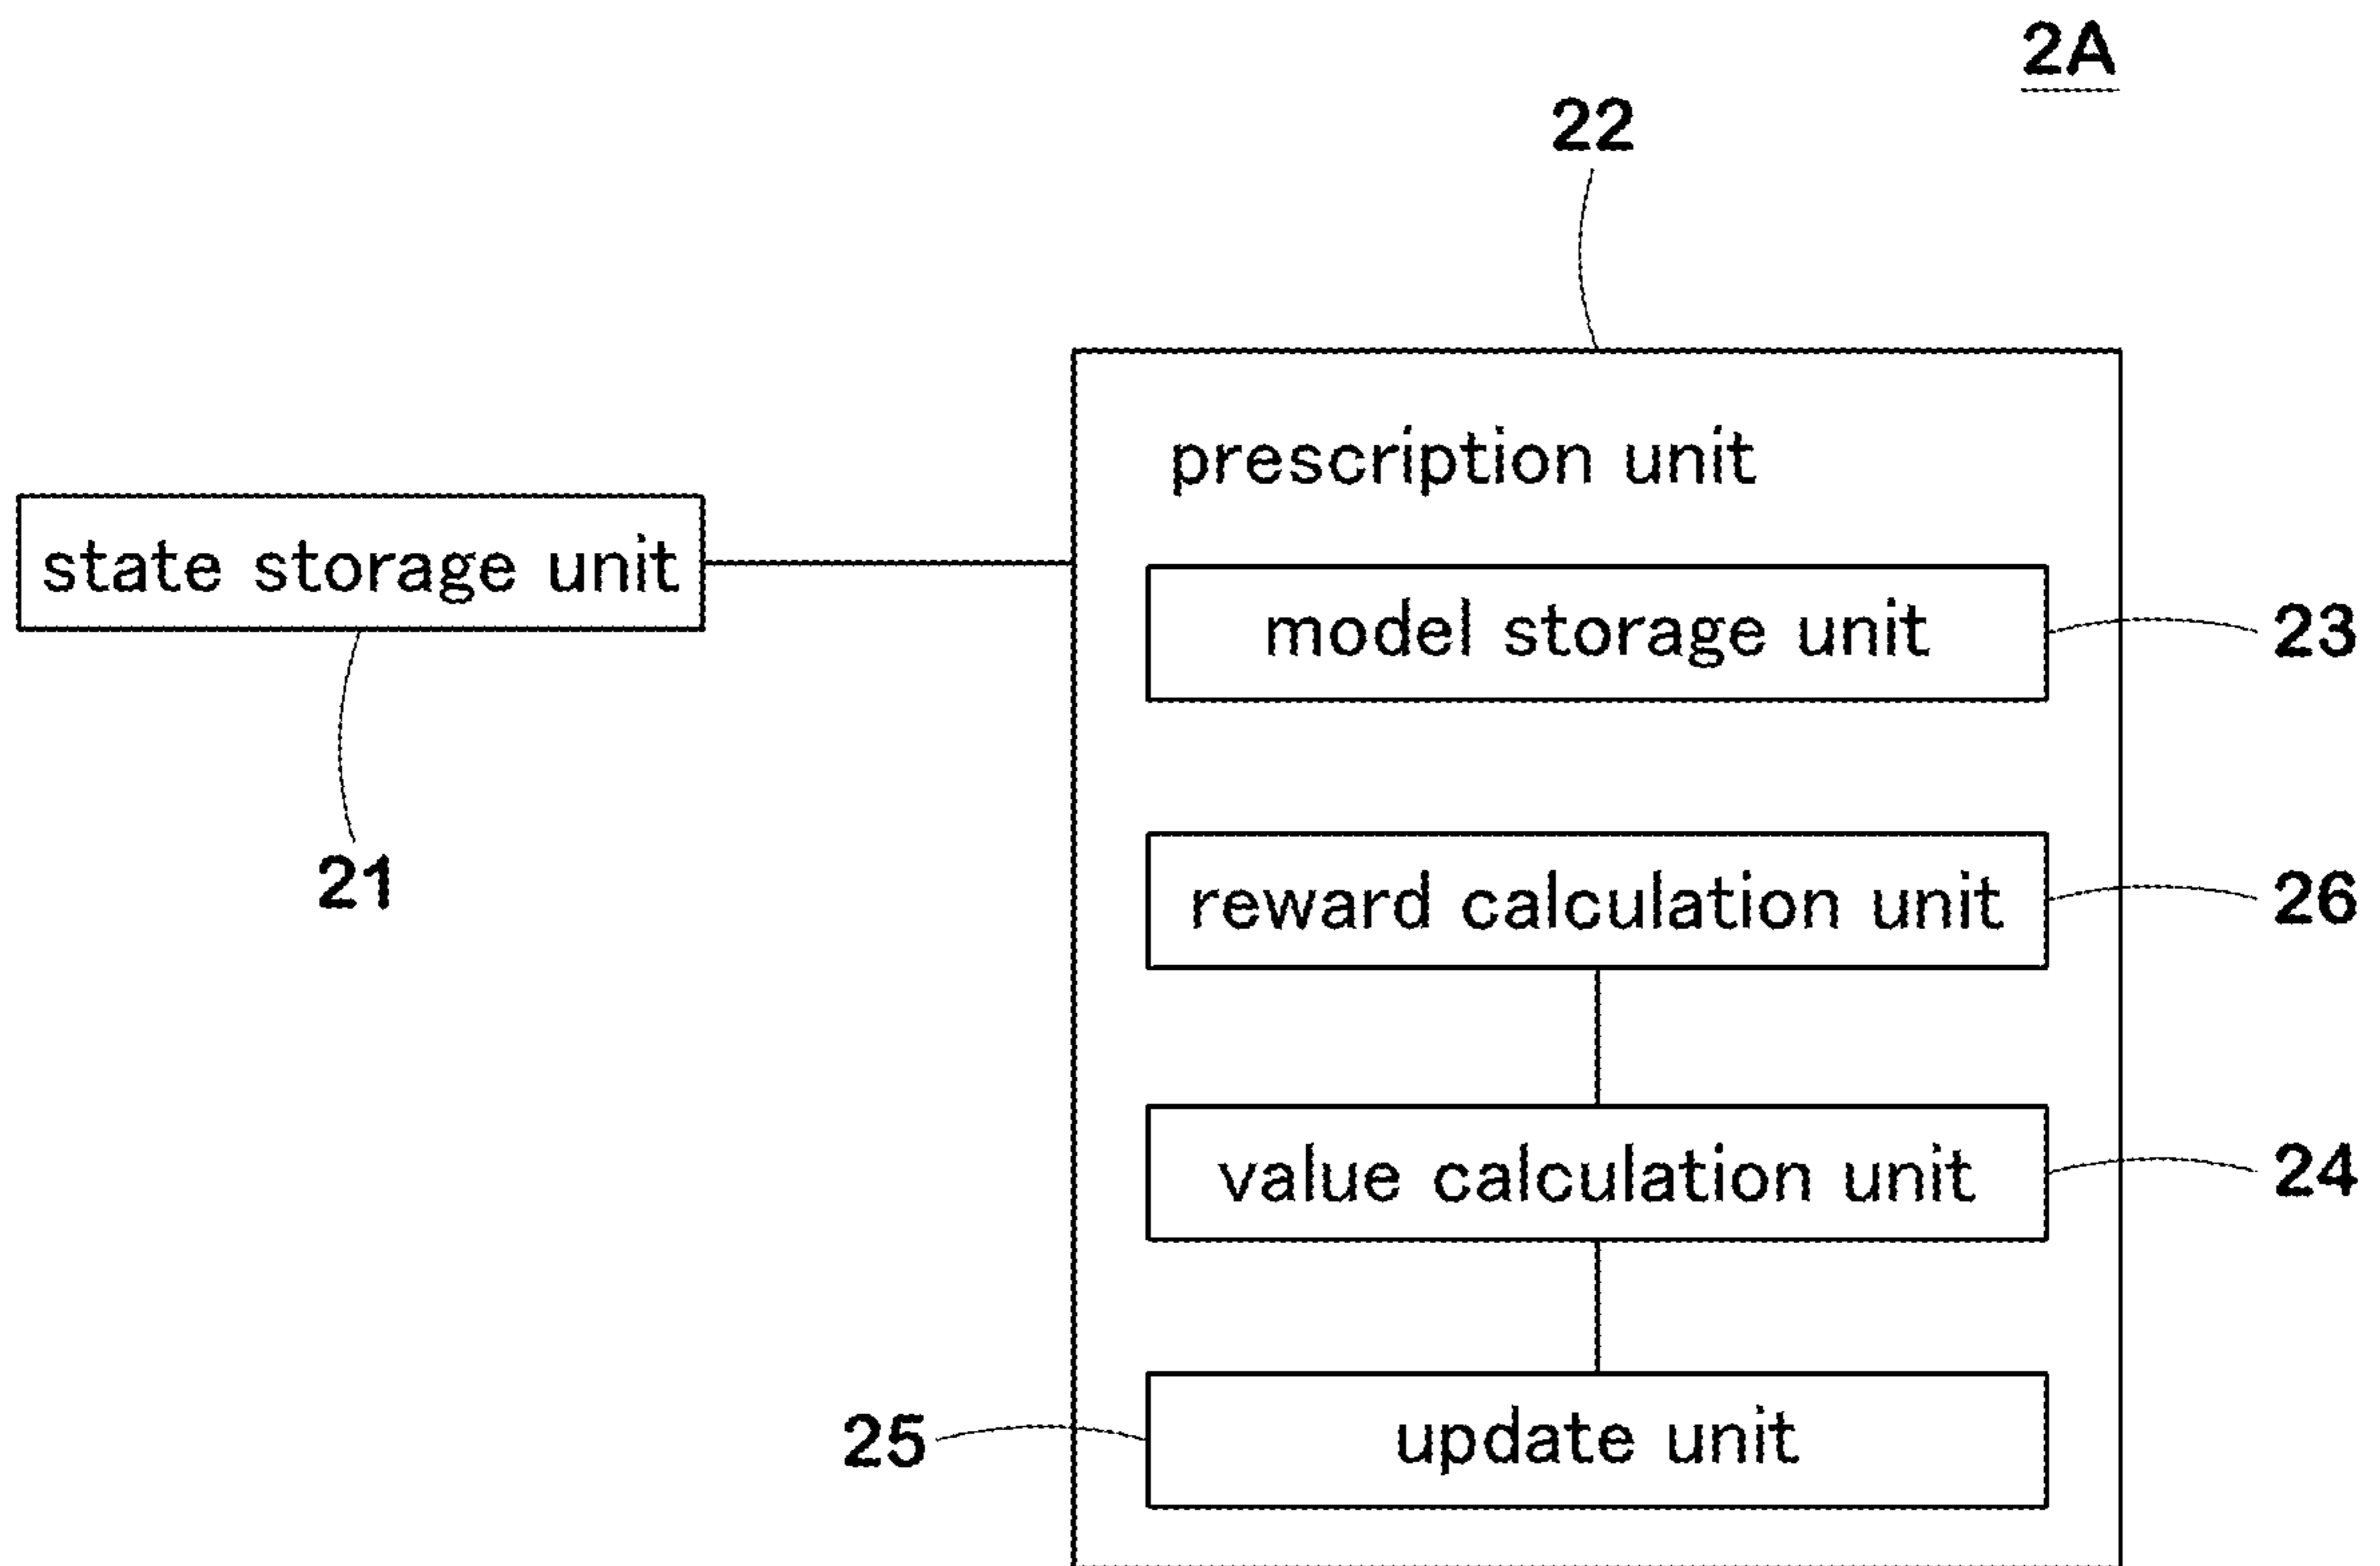 2A
22
prescription unit
state storage unit
model storage unit
23
21
reward calculation unit
26
value calculation unit
24
25
update unit